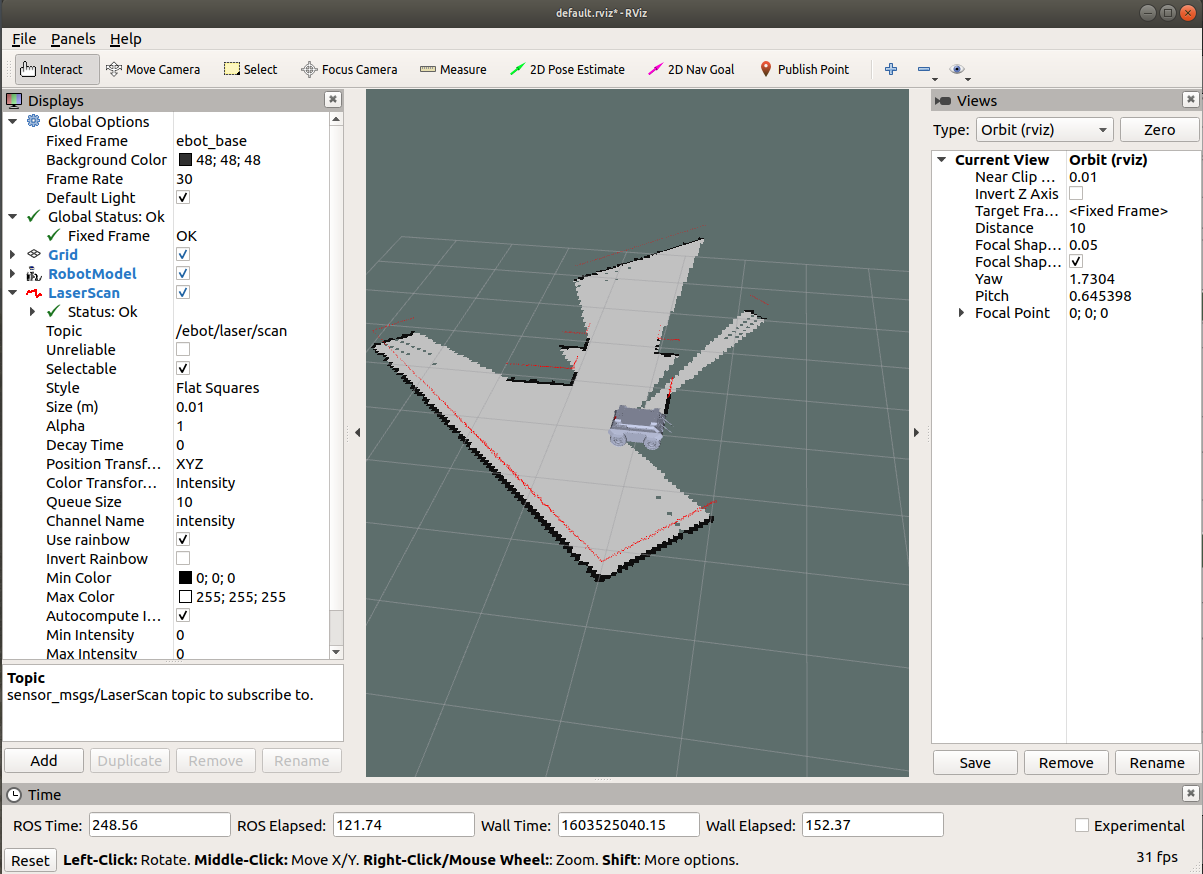 default.rviz* - RViz
File Panels Help
Interact Move Camera Select Focus Camera Measure 2D Pose Estimate 2D Nav Goal Publish Point
Displays
Global Options
Fixed Frame ebot_base
Background Color 48; 48; 48
Frame Rate 30
Default Light
Global Status: Ok
Fixed Frame OK
Grid
RobotModel
LaserScan
Status: Ok
Topic /ebot/laser/scan
Unreliable
Selectable
Style Flat Squares
Size (m) 0.01
Alpha 1
Decay Time 0
Position Transf... XYZ
Color Transfor... Intensity
Queue Size 10
Channel Name intensity
Use rainbow
Invert Rainbow
Min Color 0; 0; 0
Max Color 255; 255; 255
Autocompute I...
Min Intensity 0
Max Intensity 0
Topic
sensor_msgs/LaserScan topic to subscribe to.
Add Duplicate Remove Rename
Views
Type: Orbit (rviz) Zero
Current View Orbit (rviz)
Near Clip ... 0.01
Invert Z Axis
Target Fra... <Fixed Frame>
Distance 10
Focal Shap... 0.05
Focal Shap...
Yaw 1.7304
Pitch 0.645398
Focal Point 0; 0; 0
Save Remove Rename
Time
ROS Time: 248.56 ROS Elapsed: 121.74 Wall Time: 1603525040.15 Wall Elapsed: 152.37 Experimental
Reset Left-Click: Rotate. Middle-Click: Move X/Y. Right-Click/Mouse Wheel:: Zoom. Shift: More options. 31 fps